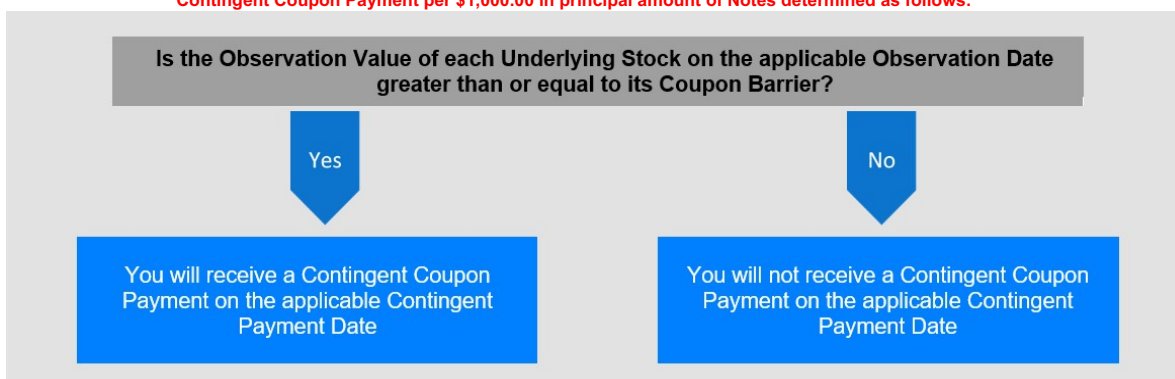 Contingent Coupon Payment per $1,000.00 in principal amount of Notes determined as follows:
Is the Observation Value of each Underlying Stock on the applicable Observation Date
greater than or equal to its Coupon Barrier?
Yes
No
You will receive a Contingent Coupon
Payment on the applicable Contingent
Payment Date
You will not receive a Contingent Coupon
Payment on the applicable Contingent
Payment Date